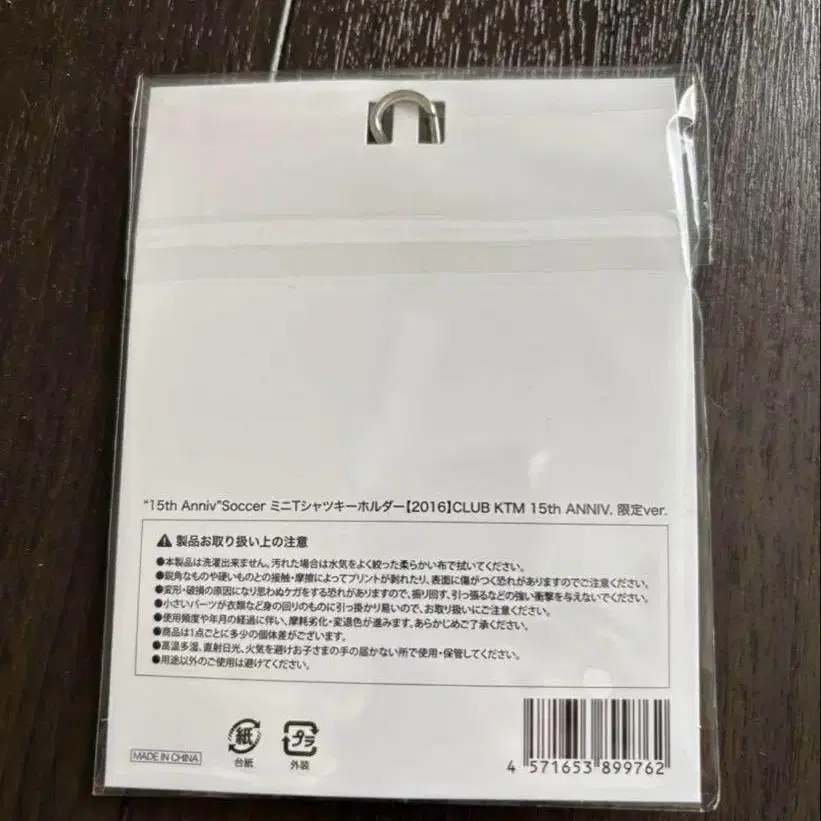 "15th Anniv"Soccer ミニTシャツキーホルダー【2016】CLUB KTM 15th ANNIV. 限定ver.
製品お取り扱い上の注意
●本製品は洗濯出来ません。汚れた場合は水気をよく絞った柔らかい布で拭いてください。
●鋭角なものや硬いものとの接触・摩擦によってプリントが剥れたり、表面に傷がつく恐れがありますのでご注意ください。
●変形・破損の原因になり思わぬケガをする恐れがありますので、振り回す、引っ張るなどの強い衝撃を与えないでください。
●小さいパーツが衣類など身の回りのものに引っ掛かり易いので、お取り扱いにご注意ください。
●使用頻度や年月の経過に伴い、摩耗劣化・変退色が進みます。あらかじめご了承ください。
●商品は1点ごとに多少の個体差がございます。
●高温多湿、直射日光、火気を避けお子さまの手の届かない所で使用・保管してください。
●用途以外のご使用は避けてください。
MADE IN CHINA
紙
台紙
プラ
外装
4 571653 899762